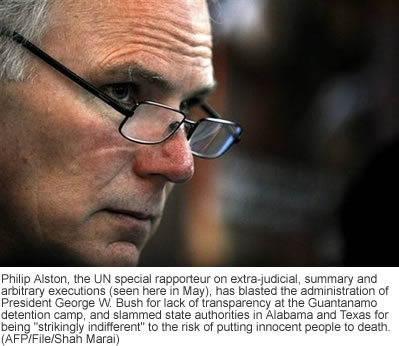 Philip Alston, the UN special rapporteur on extra-judicial, summary and
arbitrary executions (seen here in May), has blasted the administration of
President George W. Bush for lack of transparency at the Guantanamo
detention camp, and slammed state authorities in Alabama and Texas for
being "strikingly indifferent" to the risk of putting innocent people to death.
(AFP/File/Shah Marai)